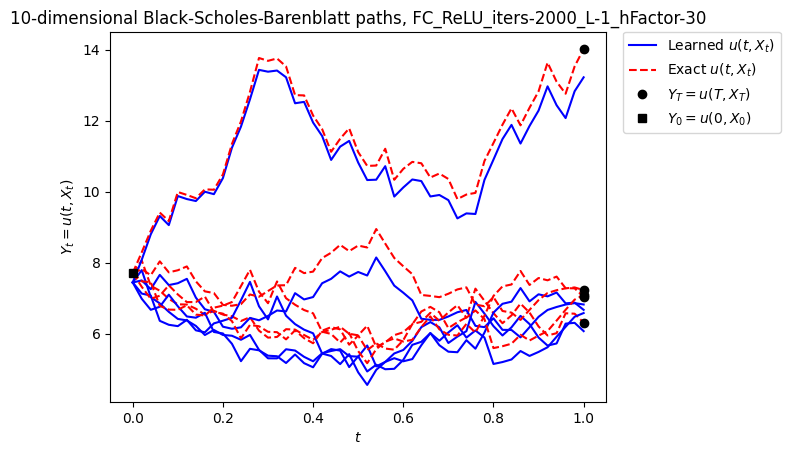 10-dimensional Black-Scholes-Barenblatt paths, FC_ReLU_iters-2000_L-1_hFactor-30
14
12
10
8
6
Y_t = u(t, X_t)
0.0 0.2 0.4 0.6 0.8 1.0
t
Learned u(t, X_t)
Exact u(t, X_t)
Y_T = u(T, X_T)
Y_0 = u(0, X_0)